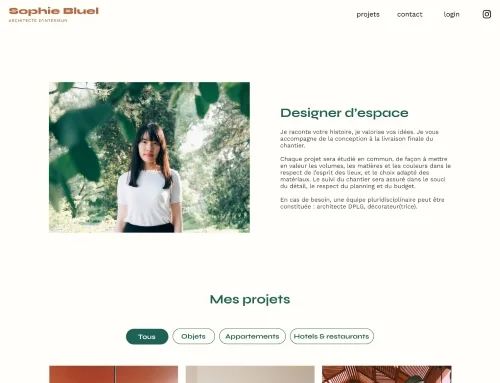 Sophie Bluel
ARCHITECTE D'INTÉRIEUR
projets contact login
Designer d'espace
Je raconte votre histoire, je valorise vos idées. Je vous
accompagne de la conception à la livraison finale du
chantier.
Chaque projet sera étudié en commun, de façon à mettre
en valeur les volumes, les matières et les couleurs dans le
respect de l'esprit des lieux, et le choix adapté des
matériaux. Le suivi du chantier sera assuré dans le souci
du détail, le respect du planning et du budget.
En cas de besoin, une équipe pluridisciplinaire peut être
constituée : architecte DPLG, décorateur(trice).
Mes projets
Tous Objets Appartements Hotels & restaurants